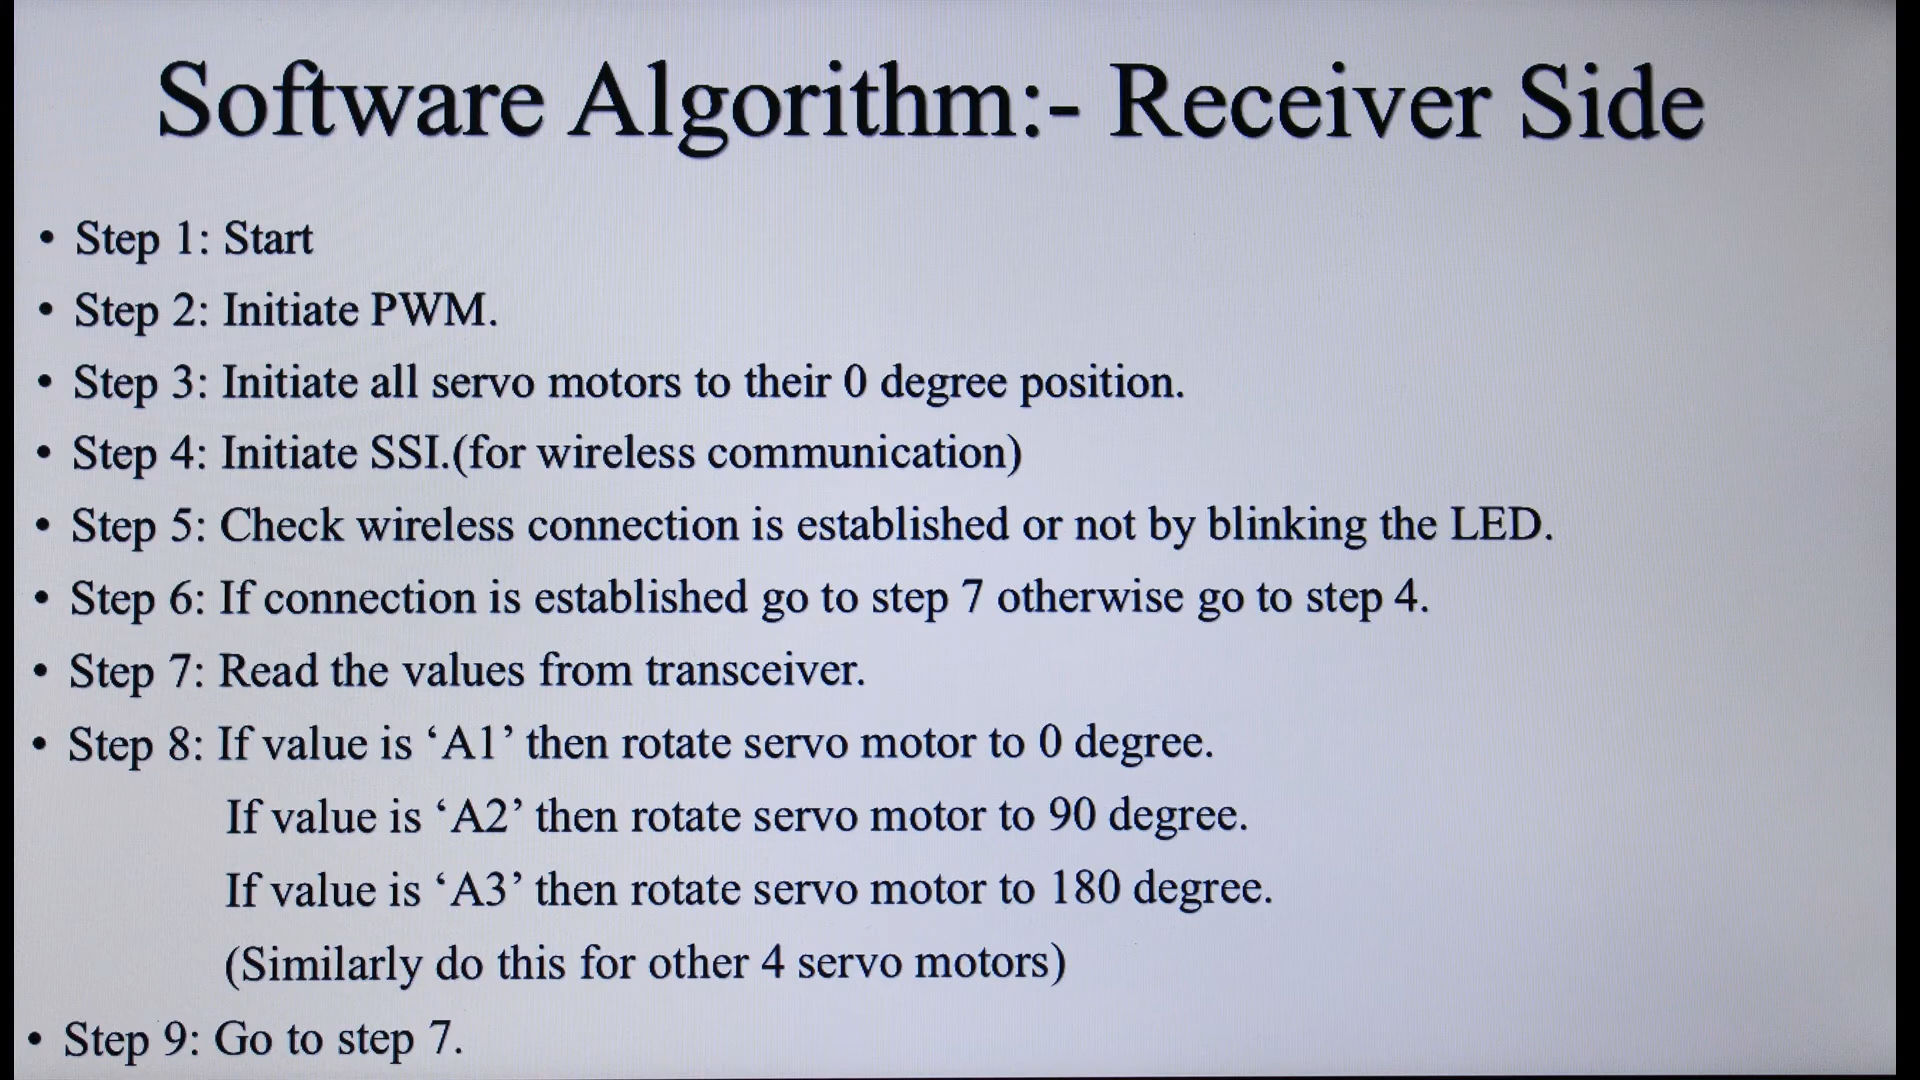 Software Algorithm:- Receiver Side
• Step 1: Start
• Step 2: Initiate PWM.
• Step 3: Initiate all servo motors to their 0 degree position.
• Step 4: Initiate SSI.(for wireless communication)
• Step 5: Check wireless connection is established or not by blinking the LED.
• Step 6: If connection is established go to step 7 otherwise go to step 4.
• Step 7: Read the values from transceiver.
• Step 8: If value is ‘A1’ then rotate servo motor to 0 degree.
If value is ‘A2’ then rotate servo motor to 90 degree.
If value is ‘A3’ then rotate servo motor to 180 degree.
(Similarly do this for other 4 servo motors)
• Step 9: Go to step 7.